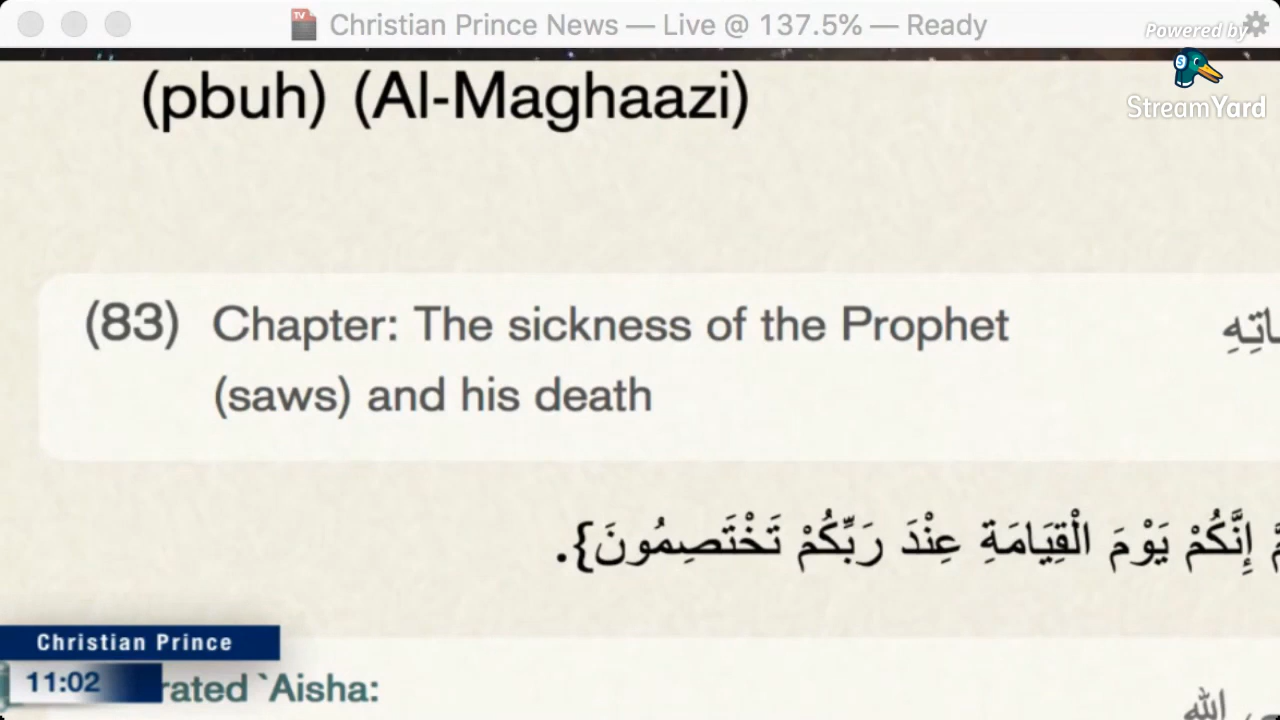 Christian Prince News — Live @ 137.5% — Ready
Powered by
StreamYard
(pbuh) (Al-Maghaazi)
(83) Chapter: The sickness of the Prophet
(saws) and his death
إِنَّكُمْ يَوْمَ الْقِيَامَةِ عِنْدَ رَبِّكُمْ تَخْتَصِمُونَ}.
Christian Prince
11:02
rated `Aisha:
الله